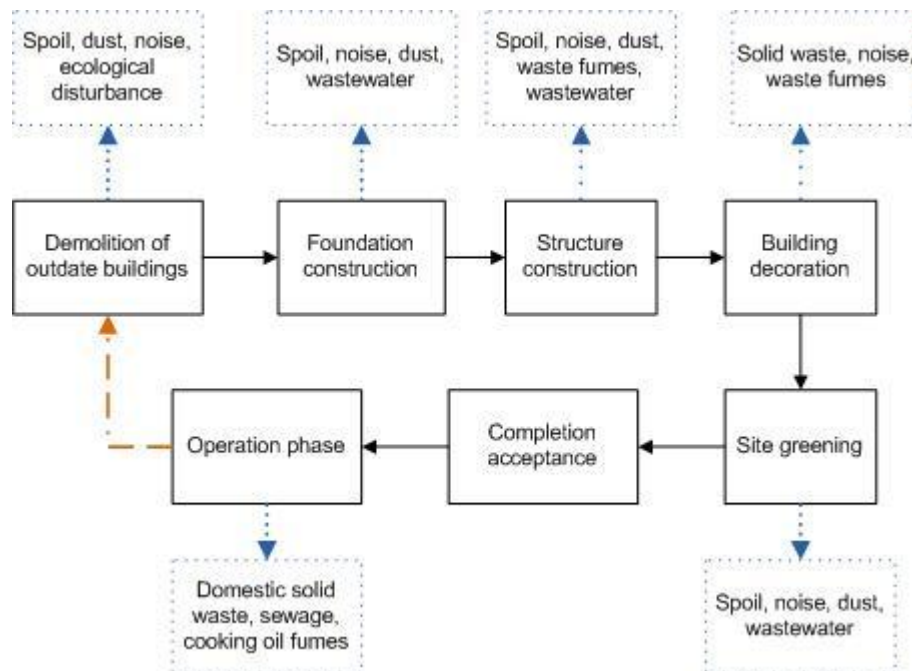 Spoil, dust, noise,
ecological
disturbance
Spoil, noise, dust,
wastewater
Spoil, noise, dust,
waste fumes,
wastewater
Solid waste, noise,
waste fumes
Demolition of
outdate buildings
Foundation
construction
Structure
construction
Building
decoration
Operation phase
Completion
acceptance
Site greening
Domestic solid
waste, sewage,
cooking oil fumes
Spoil, noise, dust,
wastewater